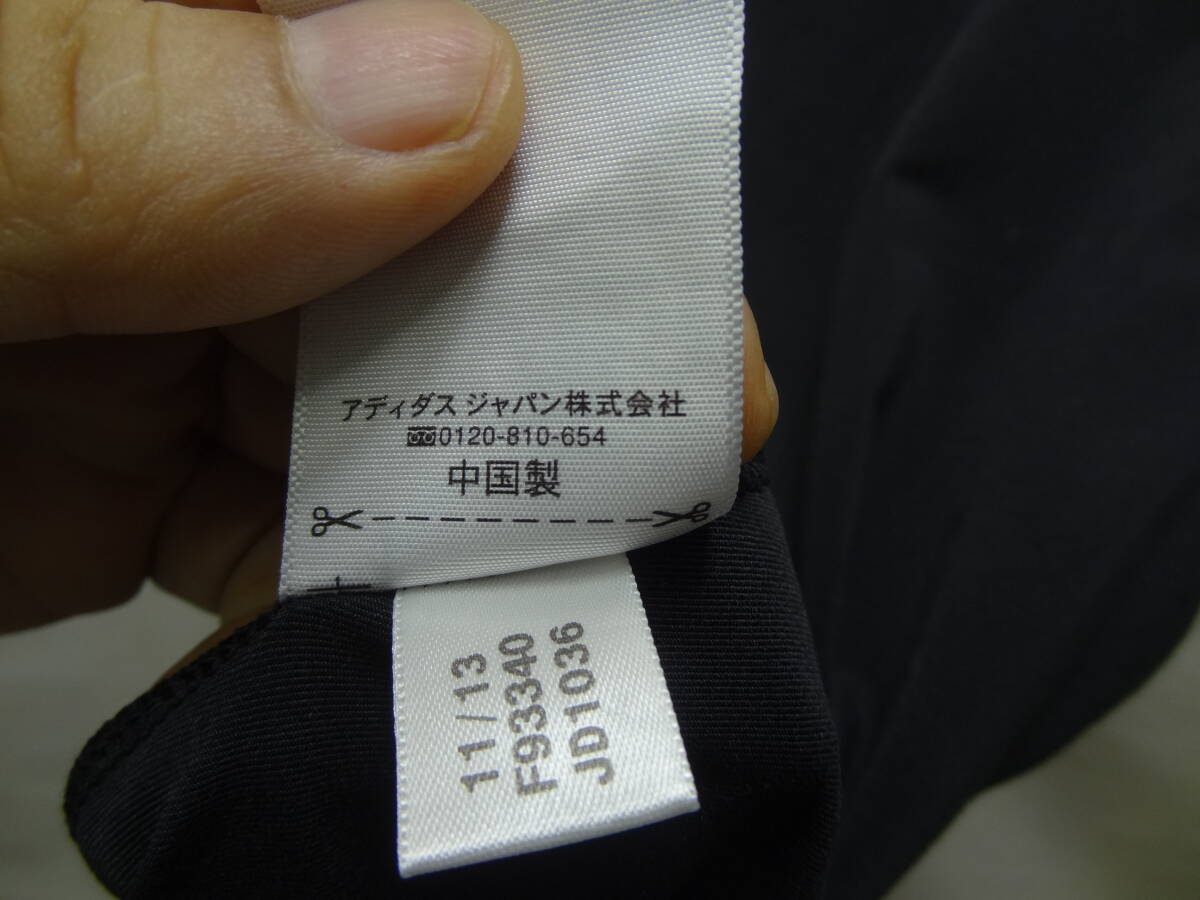 アディダス ジャパン株式会社
0120-810-654
中国製
11/13
F93340
JD1036